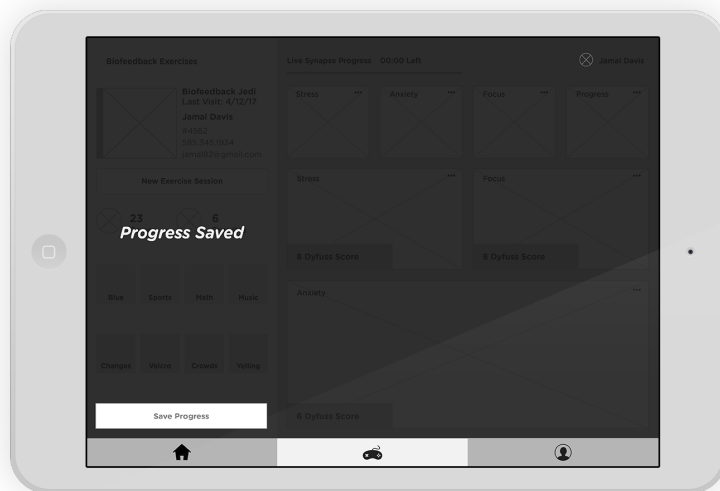 Biofeedback Exercises
Live Synapse Progress 00:00 Left
Jamal Davis
Biofeedback Jedi
Last Visit: 4/12/17
Jamal Davis
#4562
585.345.1934
jamal82@gmail.com
New Exercise Session
23 6
Progress Saved
Blue Sports Math Music
Changes Velcro Crowds Yelling
Save Progress
Stress ••• Anxiety ••• Focus ••• Progress •••
Stress •••
8 Dyfuss Score
Focus •••
8 Dyfuss Score
Anxiety •••
6 Dyfuss Score